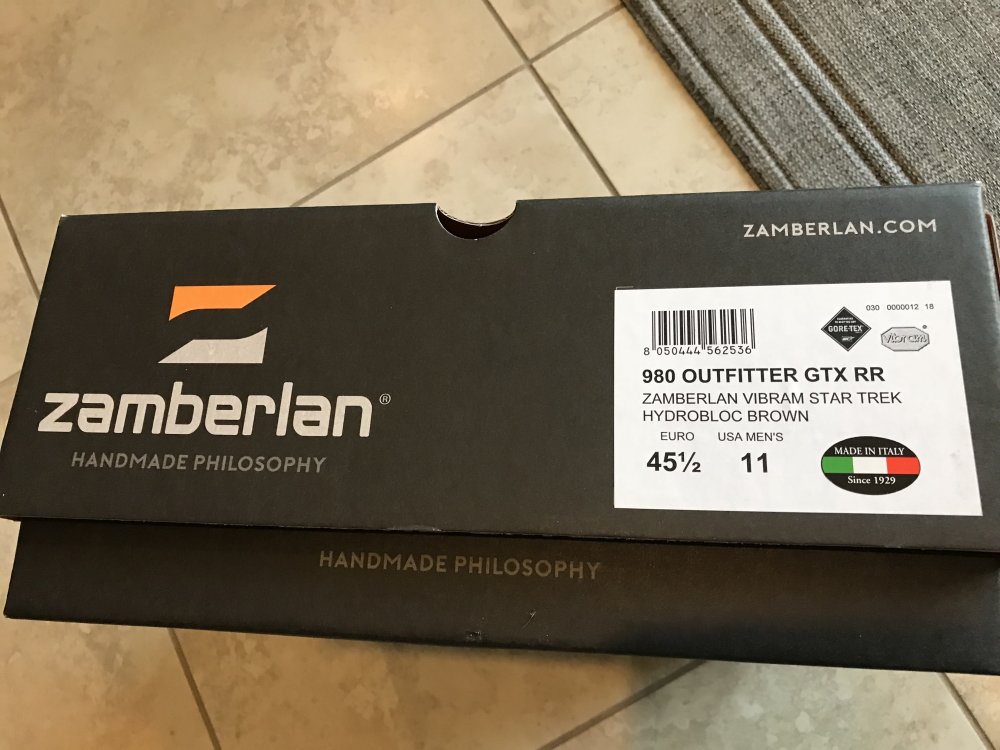 ZAMBERLAN.COM
zamberlan®
HANDMADE PHILOSOPHY
030 0000012 18
GORE-TEX
vibram®
8 050444 562536
980 OUTFITTER GTX RR
ZAMBERLAN VIBRAM STAR TREK
HYDROBLOC BROWN
EURO USA MEN'S
45½ 11
MADE IN ITALY
Since 1929
HANDMADE PHILOSOPHY